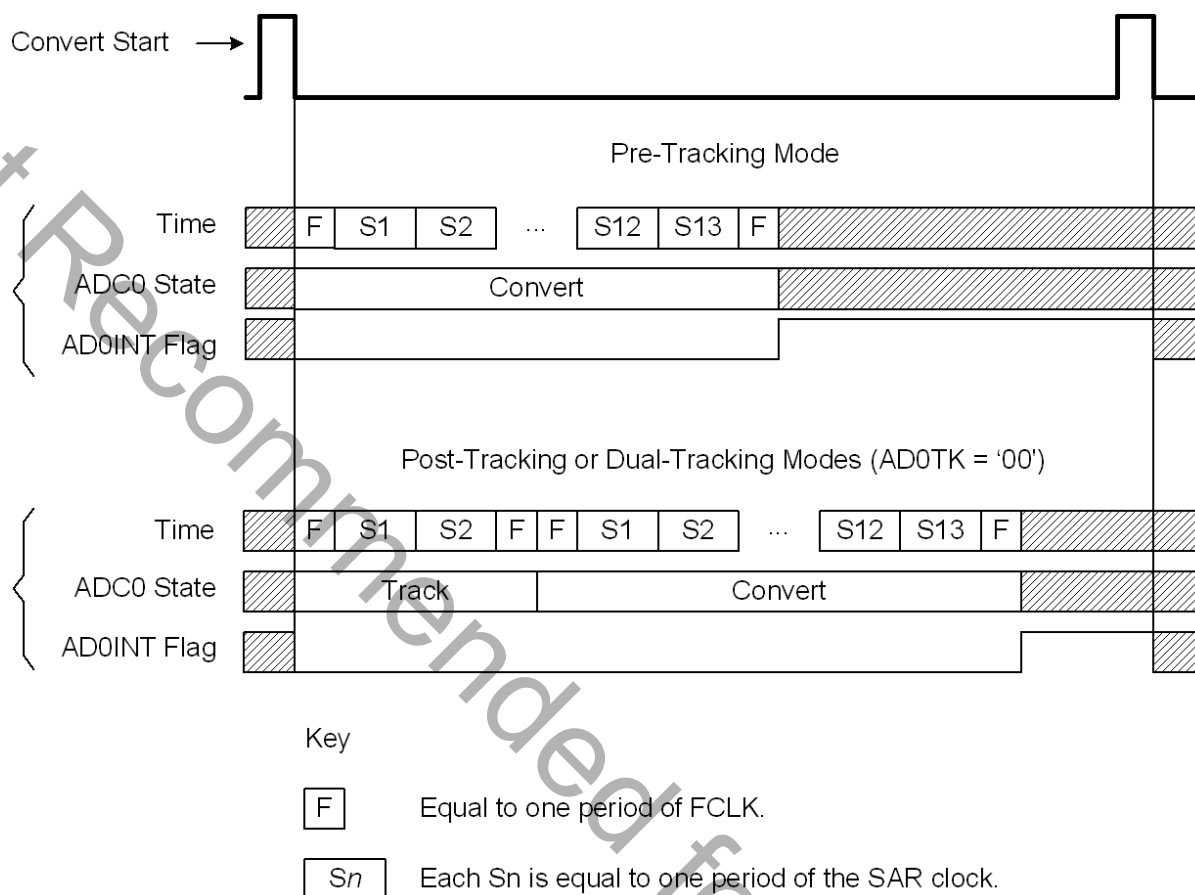 Convert Start
Pre-Tracking Mode
Time F S1 S2 ... S12 S13 F
ADC0 State Convert
AD0INT Flag
Post-Tracking or Dual-Tracking Modes (AD0TK = ‘00’)
Time F S1 S2 F F S1 S2 ... S12 S13 F
ADC0 State Track Convert
AD0INT Flag
Key
F Equal to one period of FCLK.
Sn Each Sn is equal to one period of the SAR clock.
Recommended